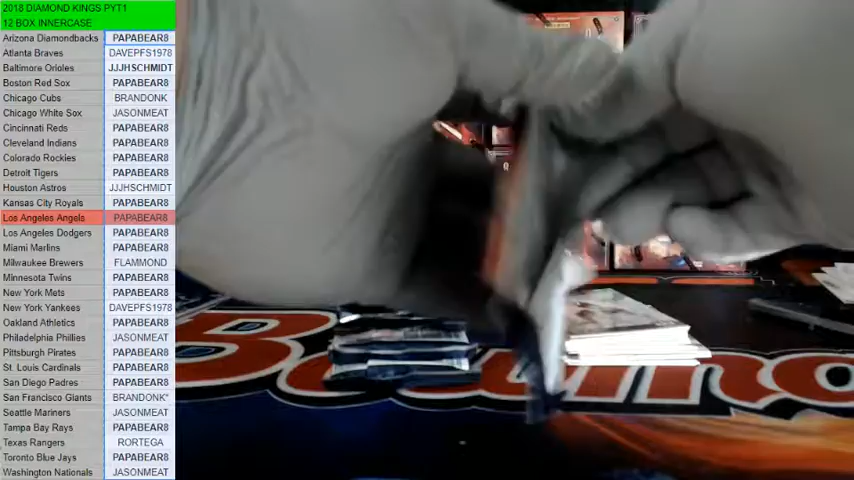 2018 DIAMOND KINGS PYT1
12 BOX INNERCASE
Arizona Diamondbacks PAPABEAR8
Atlanta Braves DAVEPFS1978
Baltimore Orioles JJJHSCHMIDT
Boston Red Sox PAPABEAR8
Chicago Cubs BRANDONK
Chicago White Sox JASONMEAT
Cincinnati Reds PAPABEAR8
Cleveland Indians PAPABEAR8
Colorado Rockies PAPABEAR8
Detroit Tigers PAPABEAR8
Houston Astros JJJHSCHMIDT
Kansas City Royals PAPABEAR8
Los Angeles Angels PAPABEAR8
Los Angeles Dodgers PAPABEAR8
Miami Marlins PAPABEAR8
Milwaukee Brewers FLAMMOND
Minnesota Twins PAPABEAR8
New York Mets PAPABEAR8
New York Yankees DAVEPFS1978
Oakland Athletics PAPABEAR8
Philadelphia Phillies JASONMEAT
Pittsburgh Pirates PAPABEAR8
St. Louis Cardinals PAPABEAR8
San Diego Padres PAPABEAR8
San Francisco Giants BRANDONK*
Seattle Mariners JASONMEAT
Tampa Bay Rays PAPABEAR8
Texas Rangers RORTEGA
Toronto Blue Jays PAPABEAR8
Washington Nationals JASONMEAT